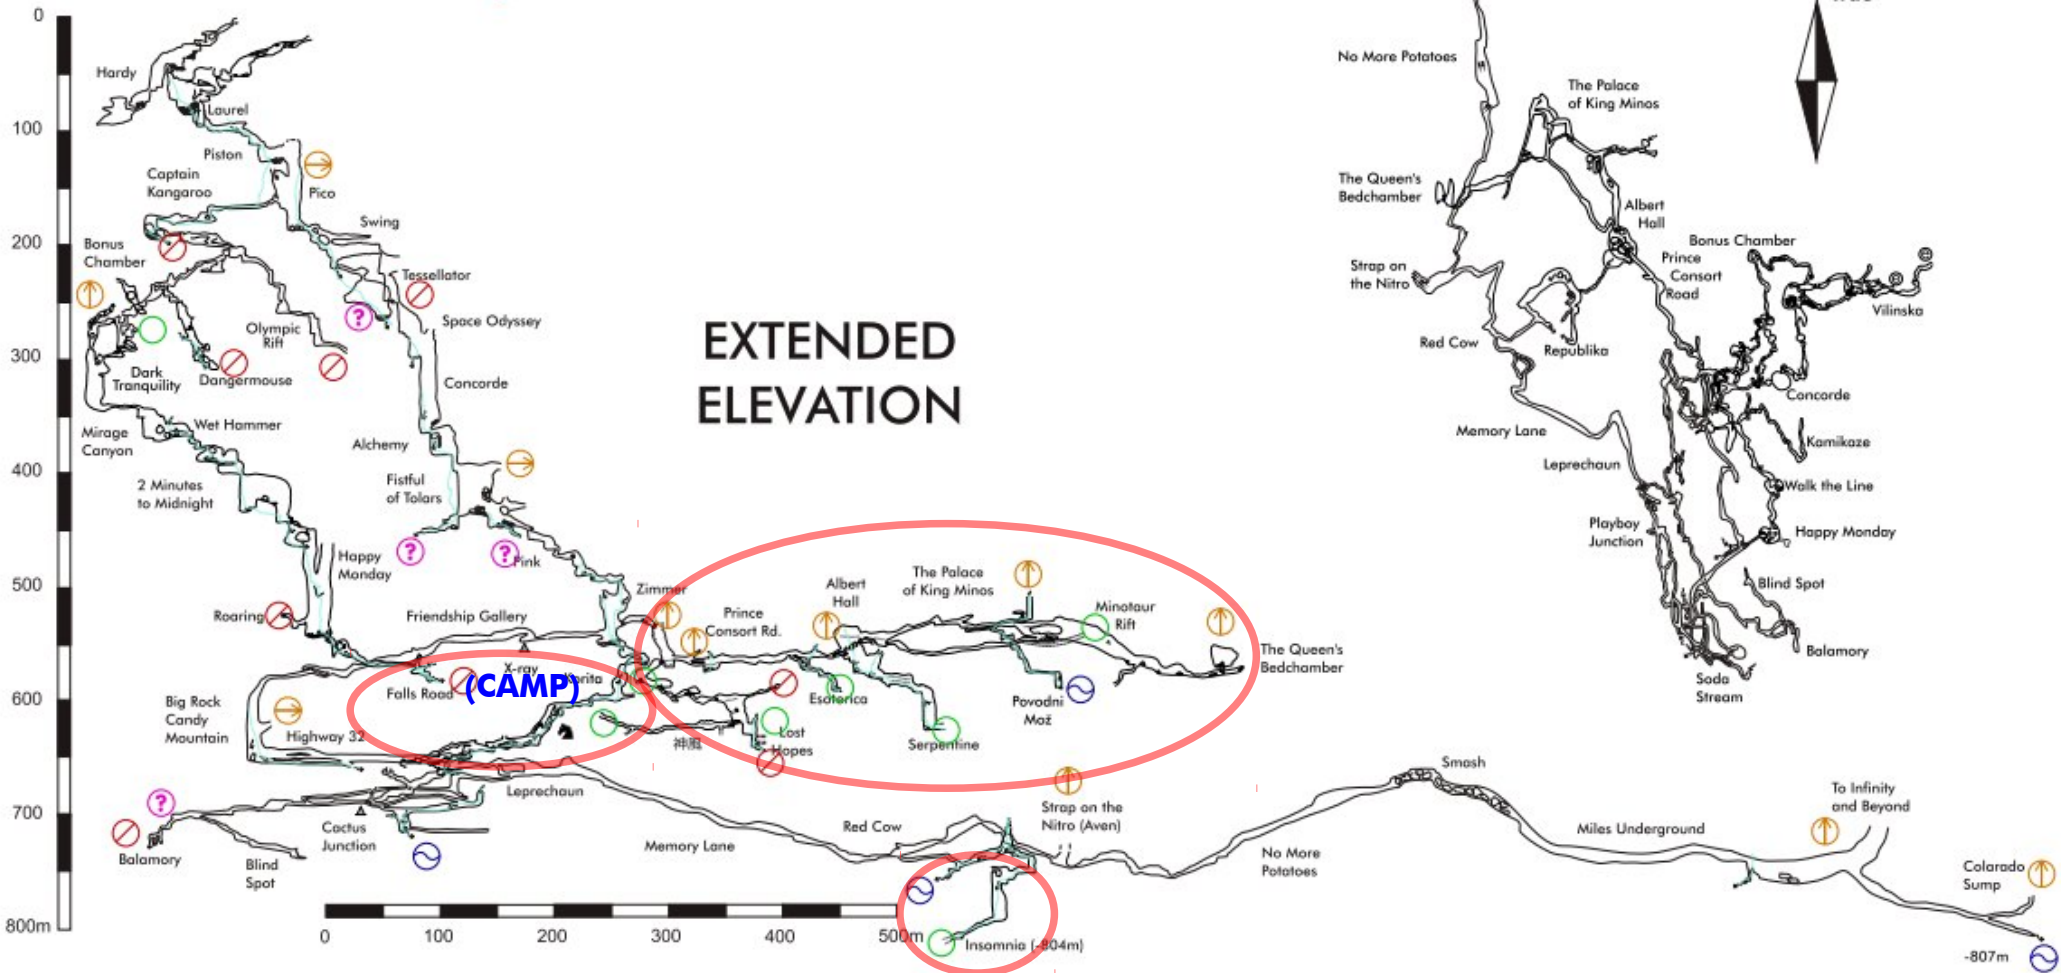 0
100
200
300
400
500
600
700
800m
Hardy
Laurel
Piston
Captain
Kangaroo
Pico
Swing
Bonus
Chamber
Tessellator
?
Space Odyssey
Olympic
Rift
Dark
Tranquility
Dangermouse
Concorde
Mirage
Canyon
Wet Hammer
Alchemy
2 Minutes
to Midnight
Fistful
of Tolars
?
?
Pink
Happy
Monday
Roaring
Friendship Gallery
Zimmer
Prince
Consort Rd.
Albert
Hall
The Palace
of King Minos
Minotaur
Rift
The Queen's
Bedchamber
X-ray
(CAMP)
Korita
Falls Road
Big Rock
Candy
Mountain
Highway 32
神風
Lost
Hopes
Esoterica
Serpentine
Povodni
Mož
Leprechaun
?
Balamory
Blind
Spot
Cactus
Junction
Memory Lane
Red Cow
Strap on the
Nitro (Aven)
No More
Potatoes
Smash
Miles Underground
To Infinity
and Beyond
Colarado
Sump
-807m
Insomnia (-804m)
0
100
200
300
400
500m
EXTENDED
ELEVATION
No More Potatoes
The Palace
of King Minos
The Queen's
Bedchamber
Albert
Hall
Prince
Consort
Road
Bonus Chamber
Vilinska
Strap on
the Nitro
Red Cow
Republika
Concorde
Memory Lane
Kamikaze
Leprechaun
Walk the Line
Playboy
Junction
Happy Monday
Blind Spot
Balamory
Soda
Stream